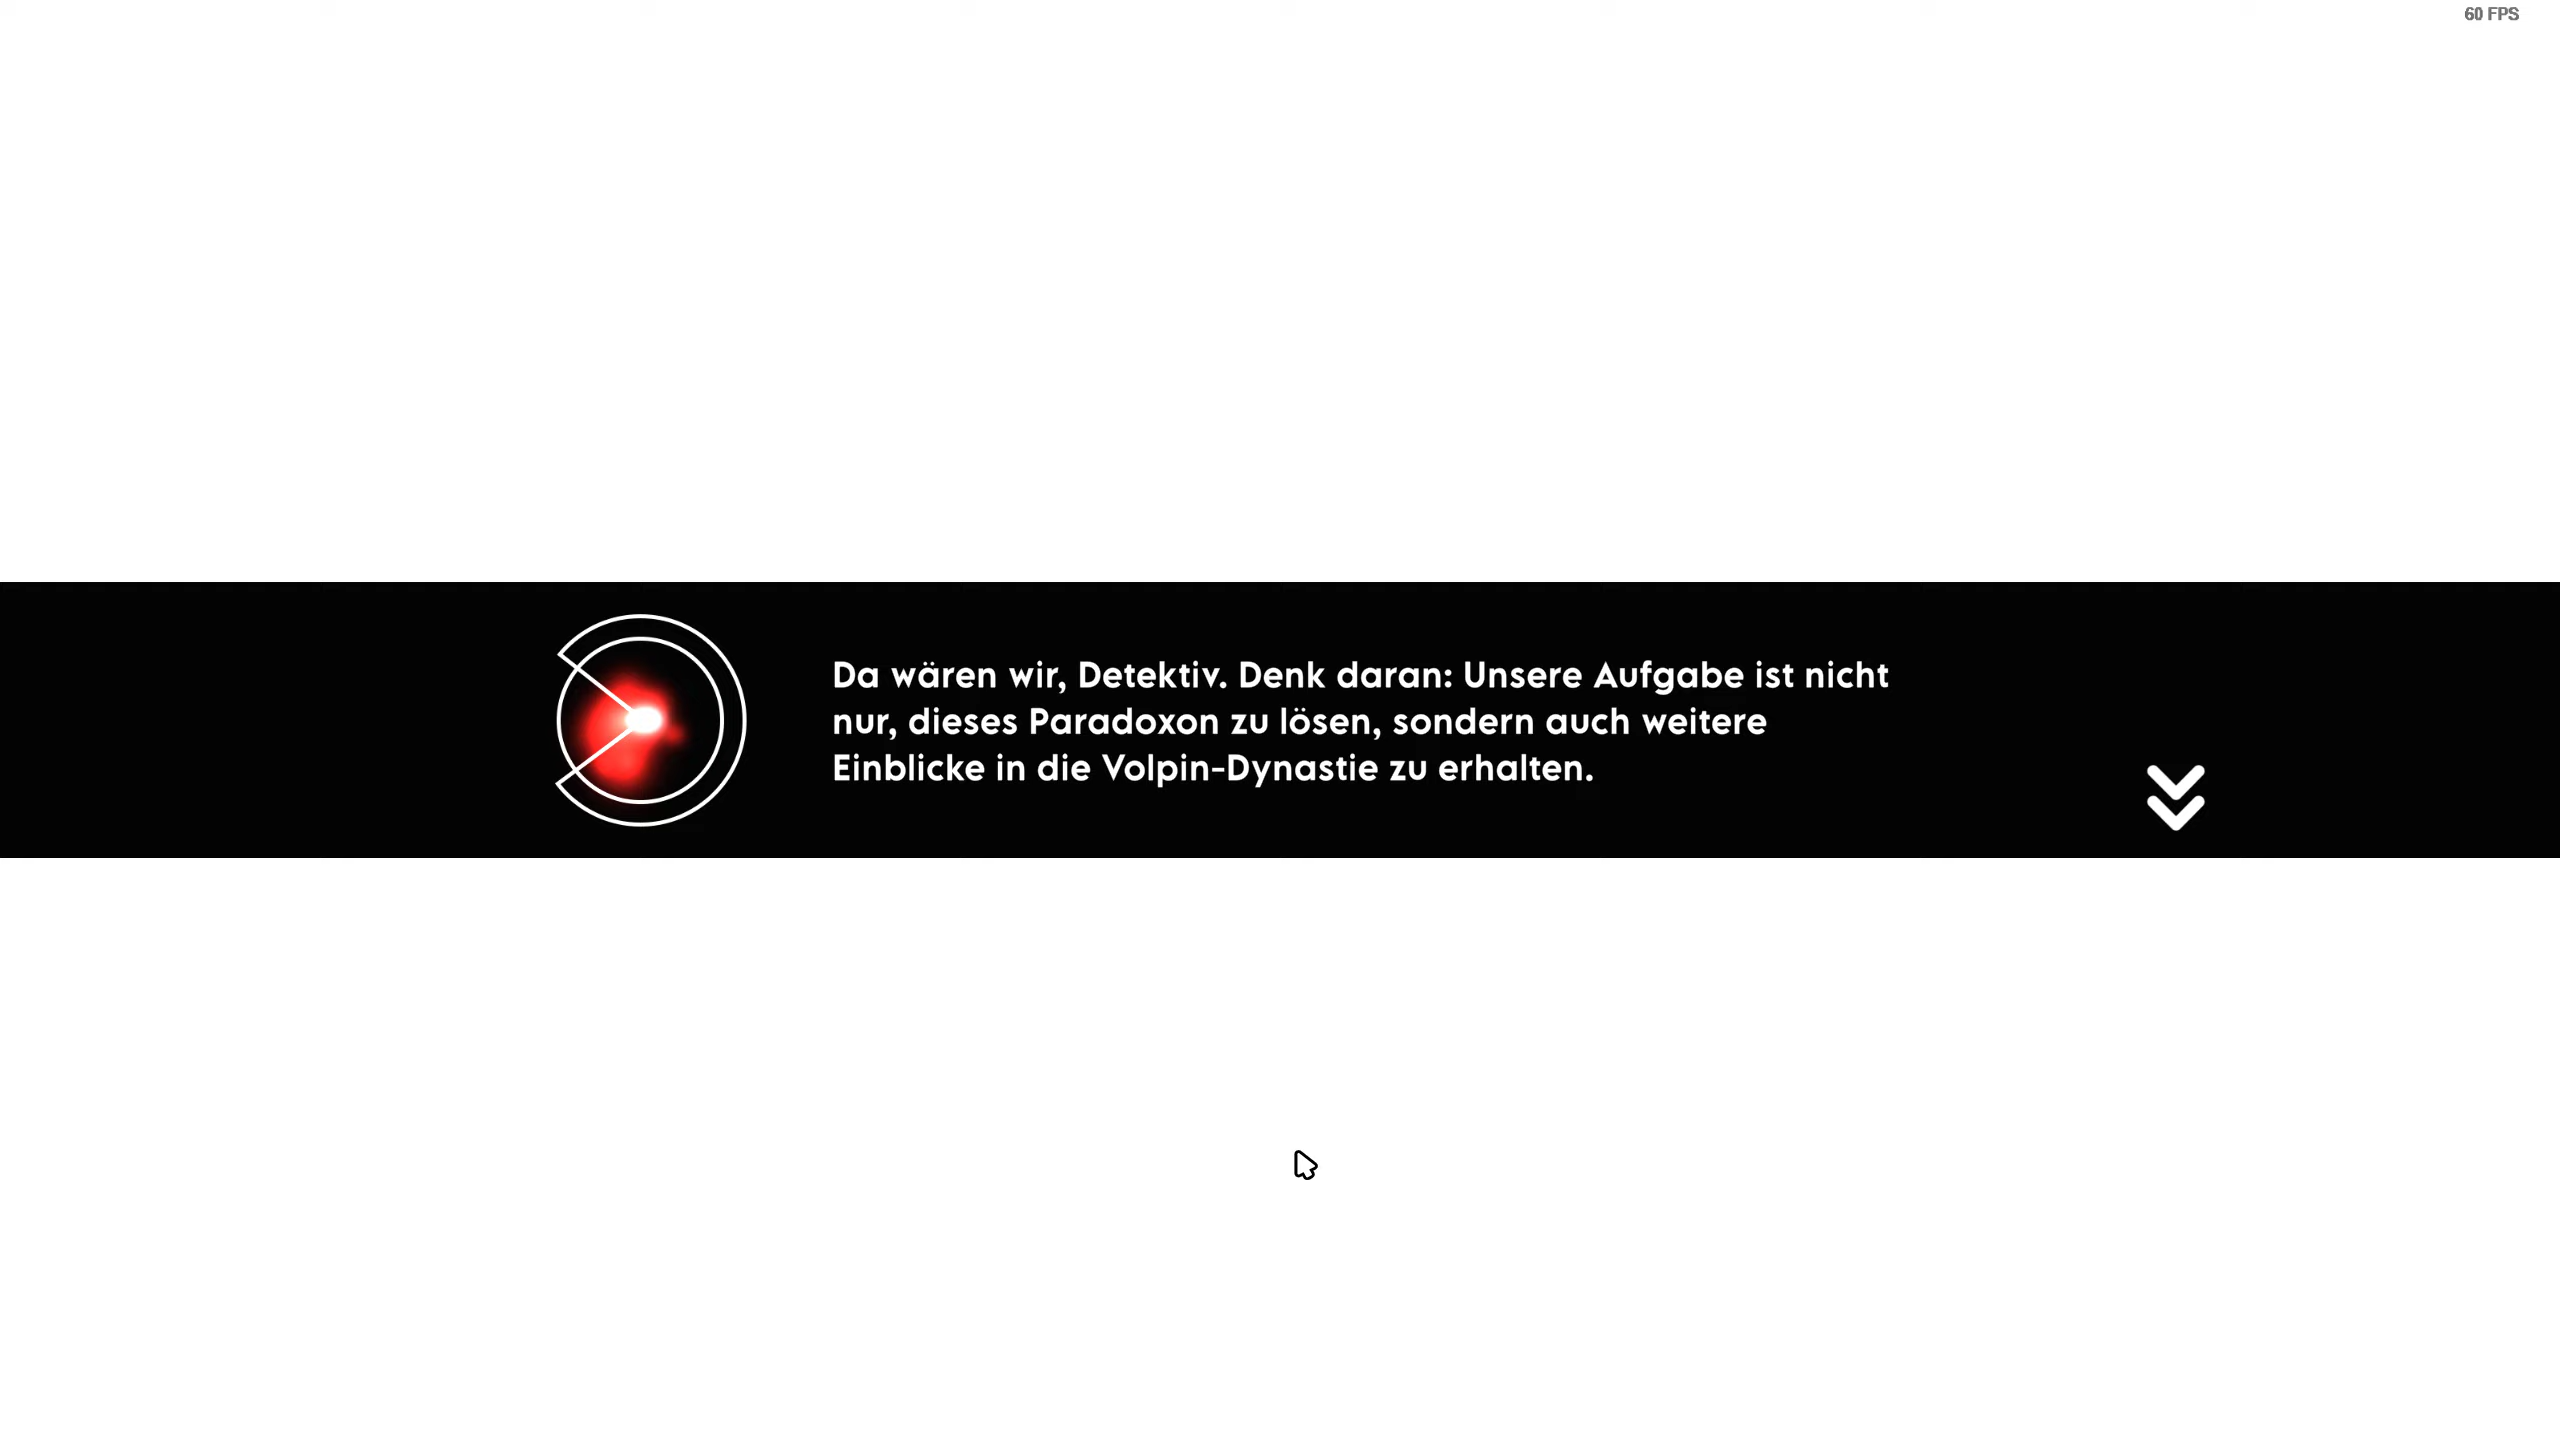 60 FPS
Da wären wir, Detektiv. Denk daran: Unsere Aufgabe ist nicht
nur, dieses Paradoxon zu lösen, sondern auch weitere
Einblicke in die Volpin-Dynastie zu erhalten.